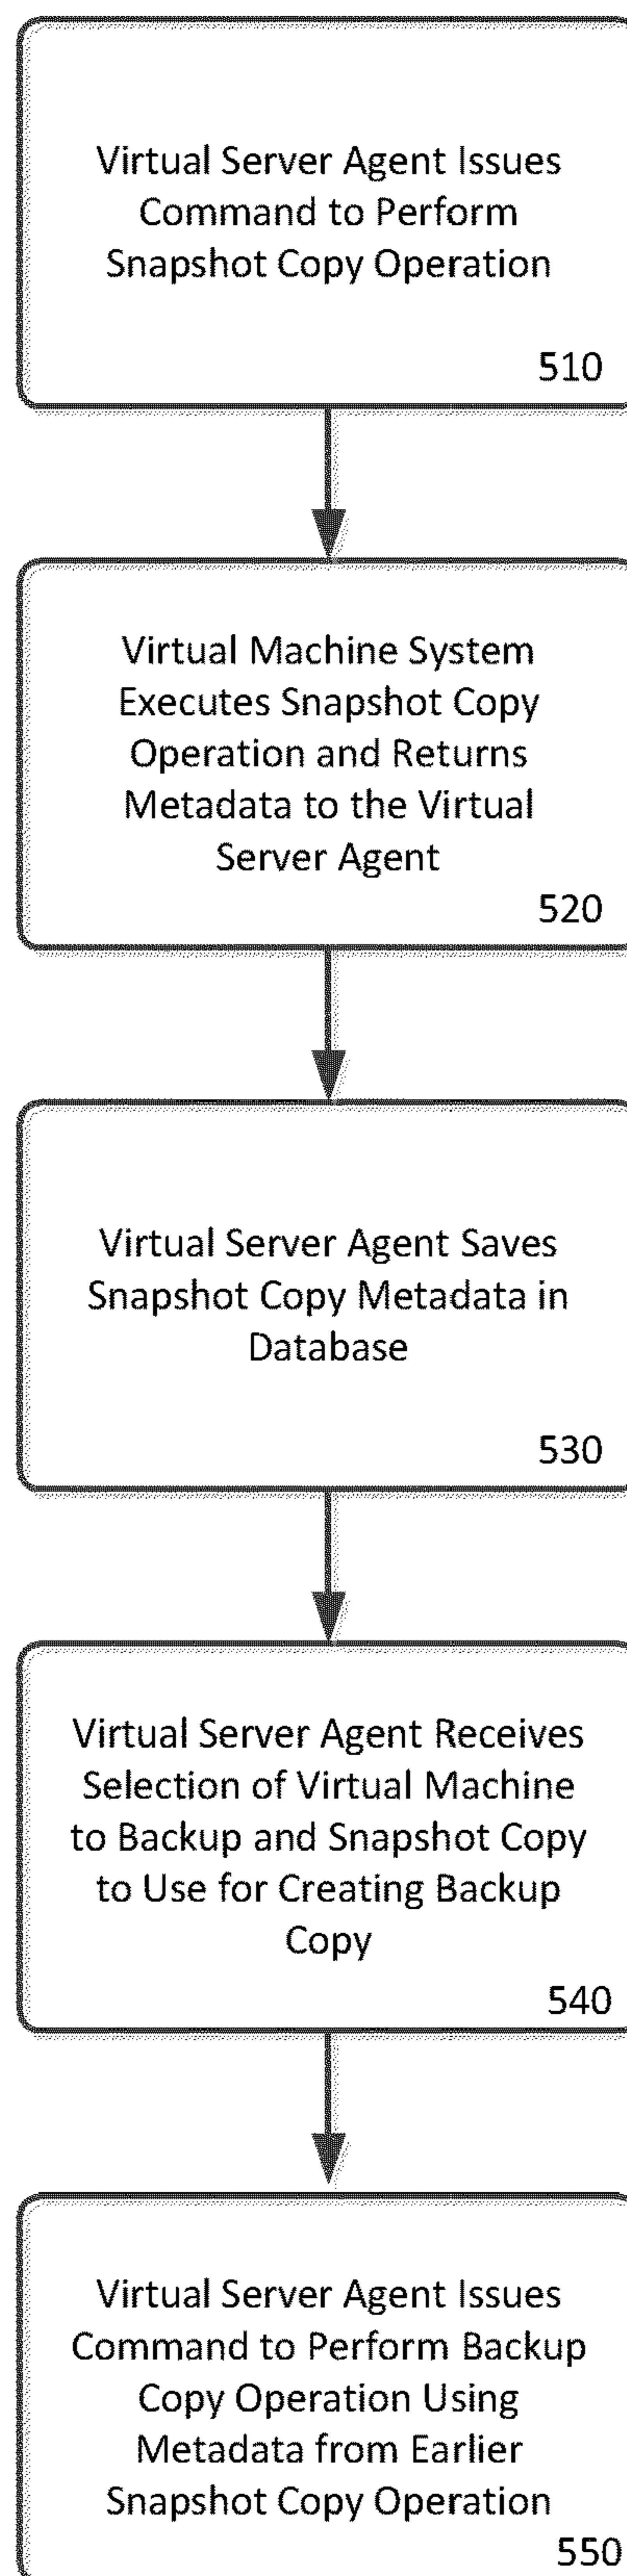 Virtual Server Agent Issues
Command to Perform
Snapshot Copy Operation
510
Virtual Machine System
Executes Snapshot Copy
Operation and Returns
Metadata to the Virtual
Server Agent
520
Virtual Server Agent Saves
Snapshot Copy Metadata in
Database
530
Virtual Server Agent Receives
Selection of Virtual Machine
to Backup and Snapshot Copy
to Use for Creating Backup
Copy
540
Virtual Server Agent Issues
Command to Perform Backup
Copy Operation Using
Metadata from Earlier
Snapshot Copy Operation
550